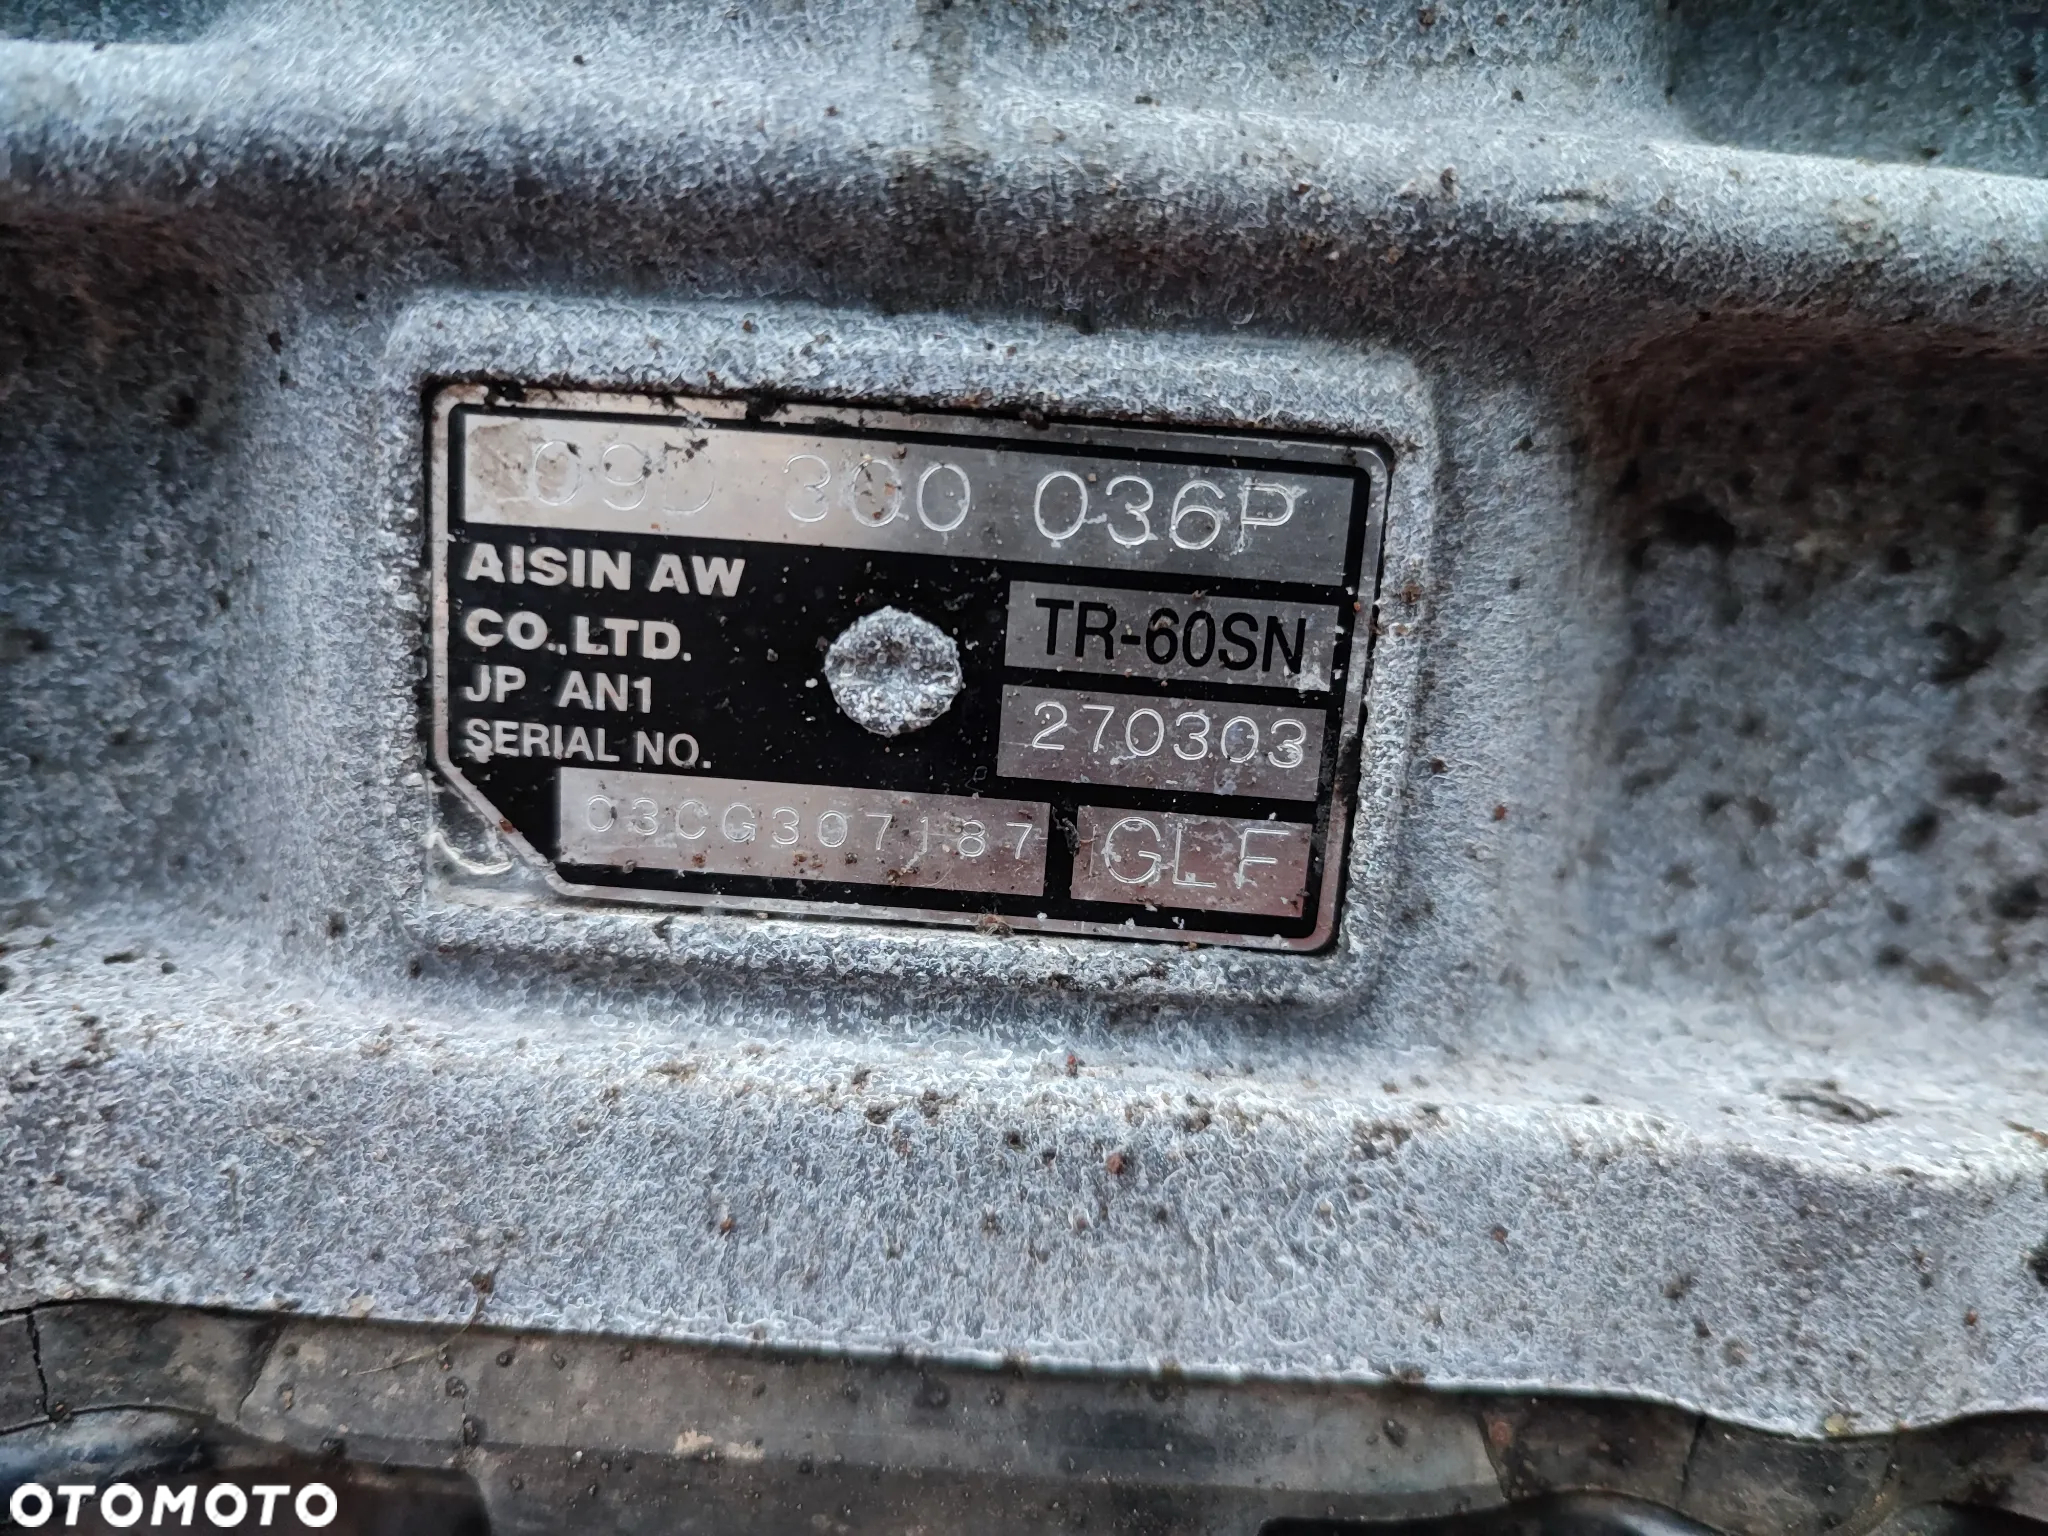 09D 300 036P
AISIN AW
CO.,LTD.
JP AN1
SERIAL NO.
TR-60SN
270303
03CG307187
GLF
OTOMOTO